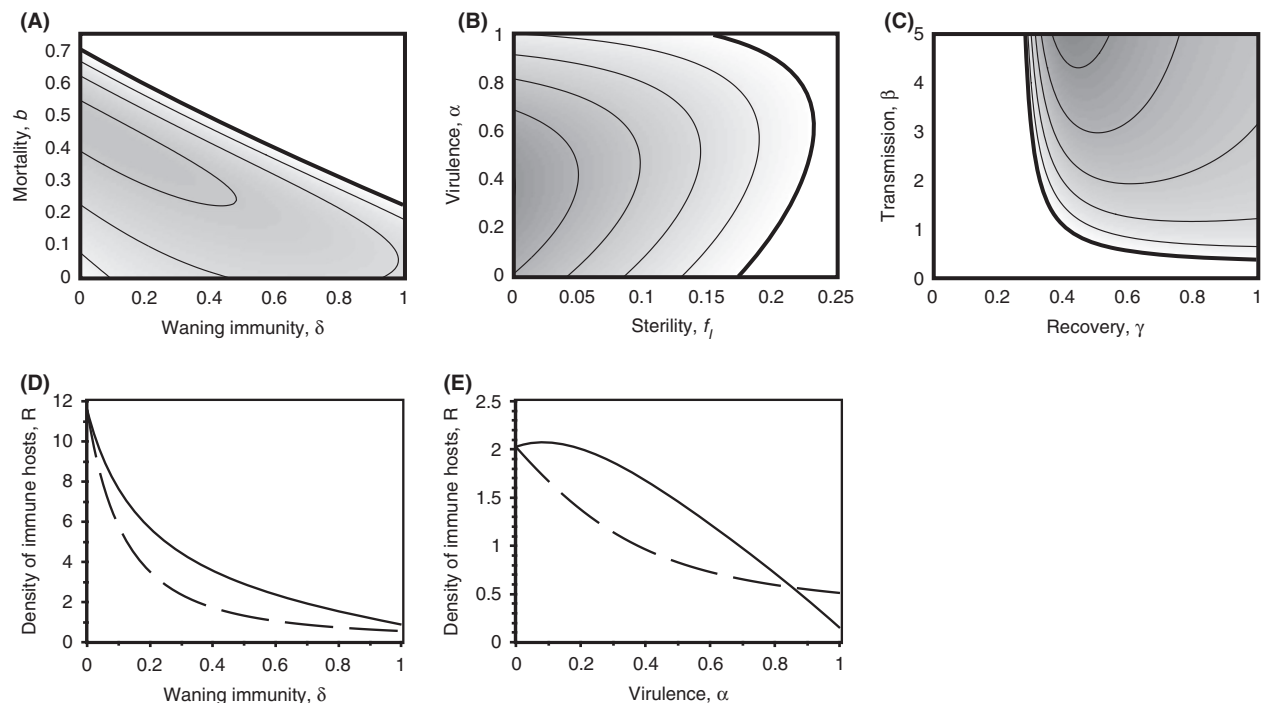 (A)
0.7
0.6
0.5
0.4
0.3
0.2
0.1
0
Mortality, b
0 0.2 0.4 0.6 0.8 1
Waning immunity, δ
(B)
1
0.8
0.6
0.4
0.2
0
Virulence, α
0 0.05 0.1 0.15 0.2 0.25
Sterility, fI
(C)
5
4
3
2
1
0
Transmission, β
0 0.2 0.4 0.6 0.8 1
Recovery, γ
(D)
12
10
8
6
4
2
0
Density of immune hosts, R
0 0.2 0.4 0.6 0.8 1
Waning immunity, δ
(E)
2.5
2
1.5
1
0.5
0
Density of immune hosts, R
0 0.2 0.4 0.6 0.8 1
Virulence, α